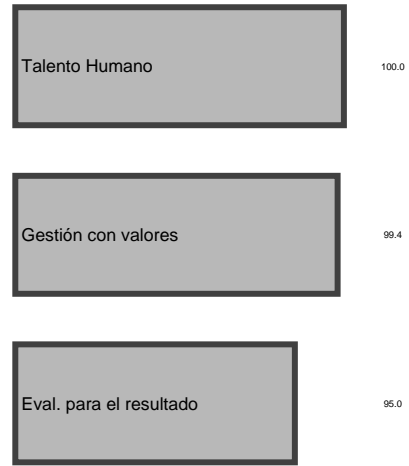 Talento Humano 100.0
Gestión con valores 99.4
Eval. para el resultado 95.0